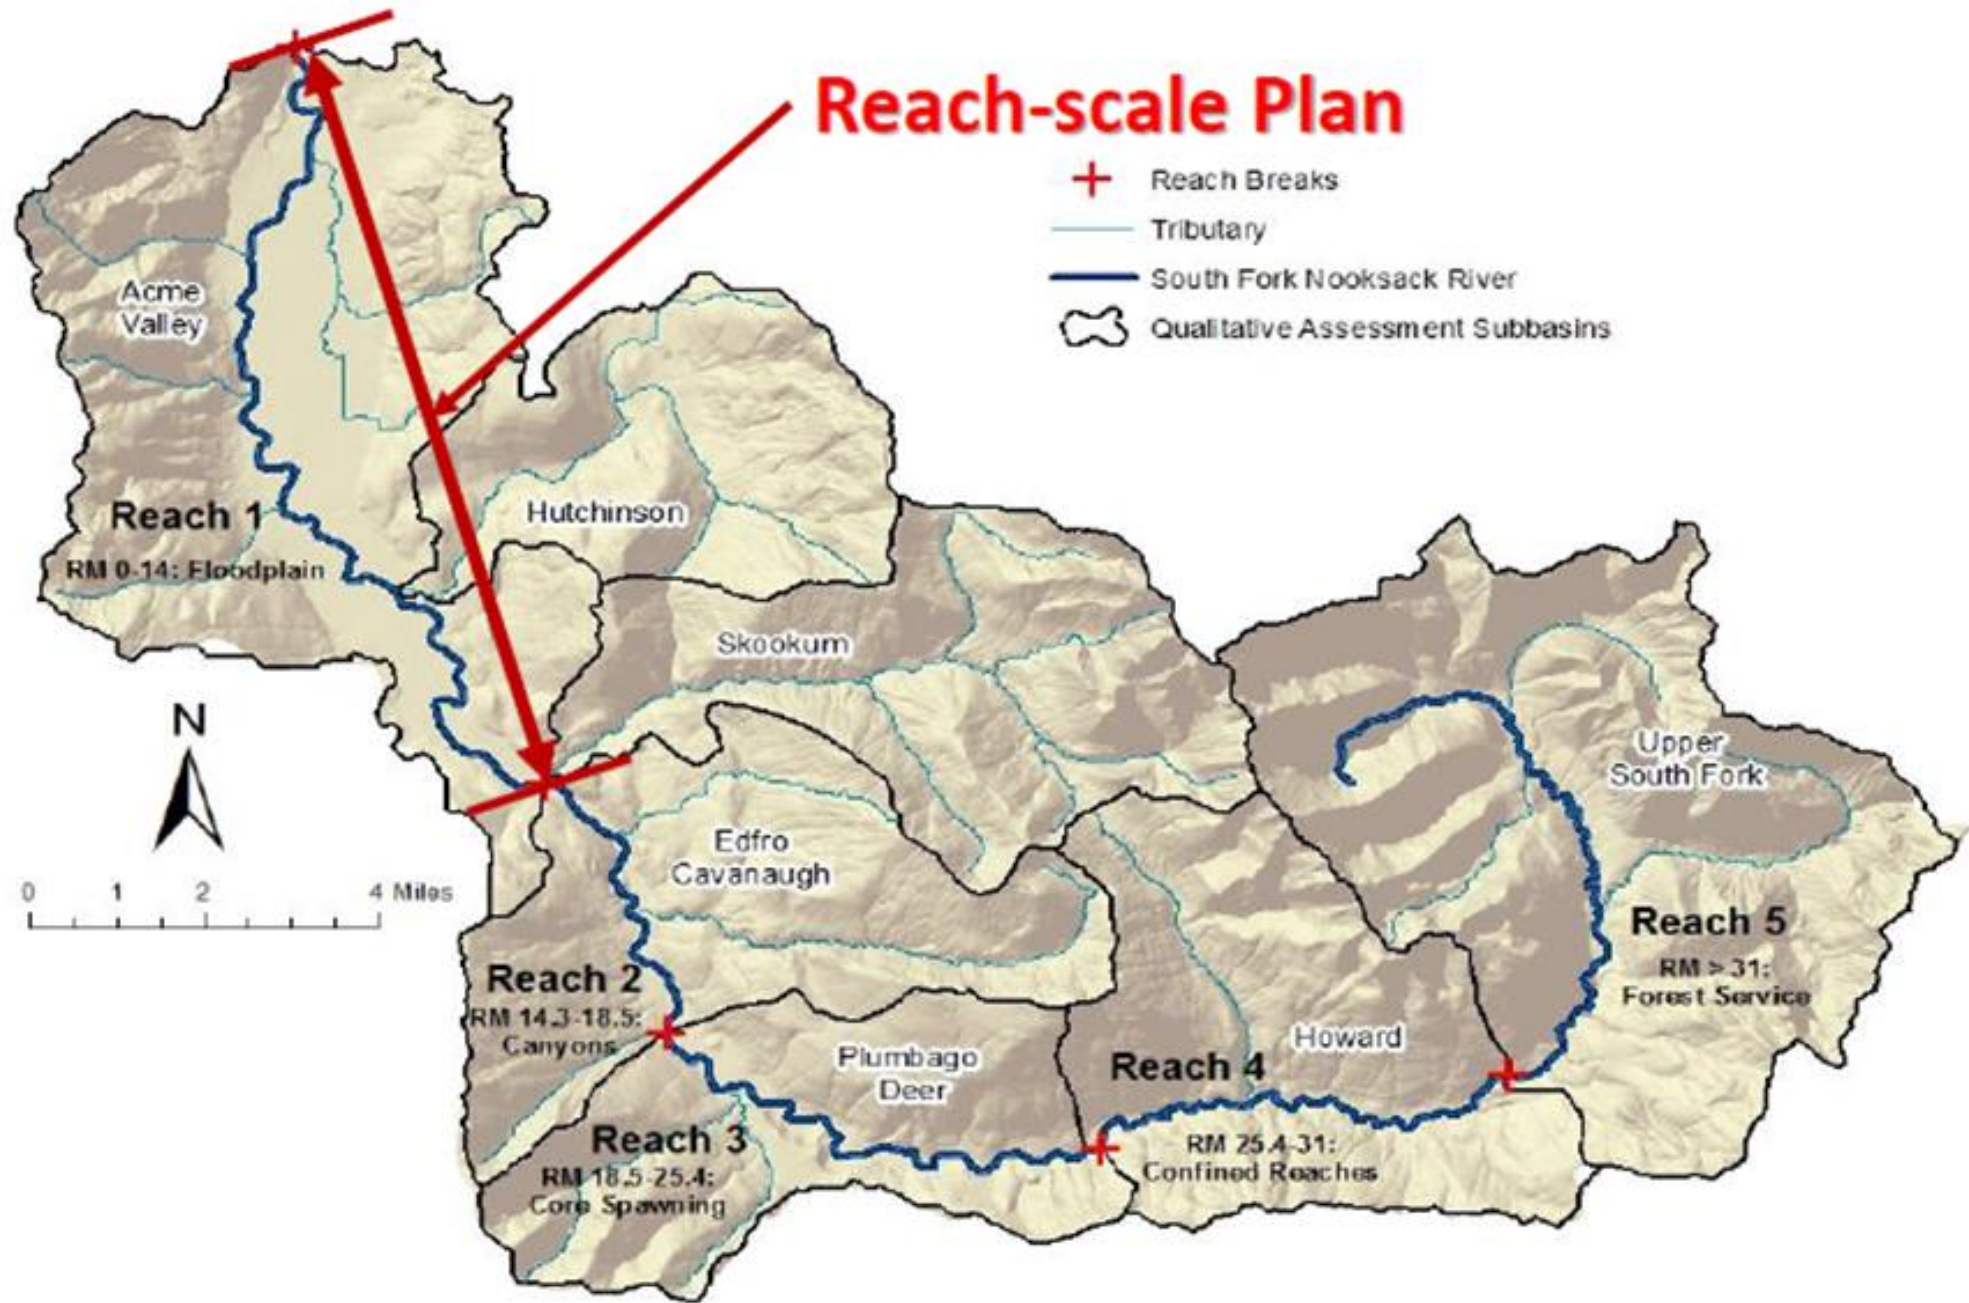 Reach-scale Plan
Reach Breaks
Tributary
South Fork Nooksack River
Qualitative Assessment Subbasins
Acme
Valley
Reach 1
RM 0-14: Floodplain
Hutchinson
Skookum
N
0 1 2 4 Miles
Edfro
Cavanaugh
Upper
South Fork
Reach 2
RM 14.3-18.5:
Canyons
Plumbago
Deer
Reach 3
RM 18.5-25.4:
Core Spawning
Howard
Reach 4
RM 25.4-31:
Confined Reaches
Reach 5
RM > 31:
Forest Service